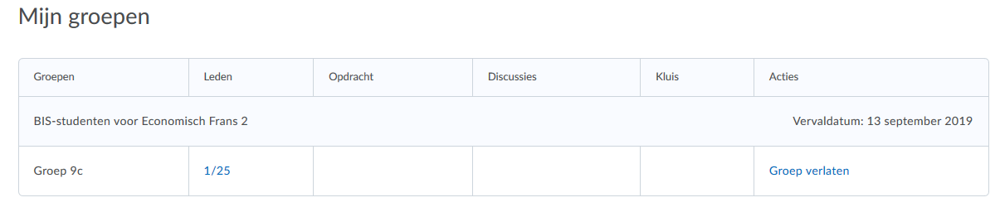 Mijn groepen
Groepen Leden Opdracht Discussies Kluis Acties
BIS-studenten voor Economisch Frans 2 Vervaldatum: 13 september 2019
Groep 9c 1/25 Groep verlaten